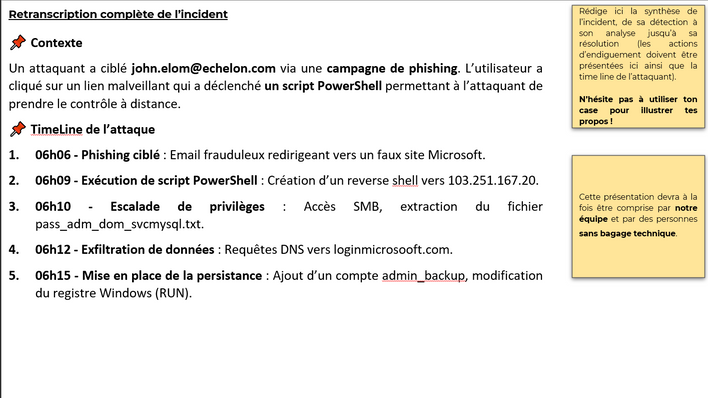 Retranscription complète de l'incident
📌 Contexte
Un attaquant a ciblé john.elom@echelon.com via une campagne de phishing. L'utilisateur a
cliqué sur un lien malveillant qui a déclenché un script PowerShell permettant à l'attaquant de
prendre le contrôle à distance.
📌 TimeLine de l'attaque
1. 06h06 - Phishing ciblé : Email frauduleux redirigeant vers un faux site Microsoft.
2. 06h09 - Exécution de script PowerShell : Création d'un reverse shell vers 103.251.167.20.
3. 06h10 - Escalade de privilèges : Accès SMB, extraction du fichier
pass_adm_dom_svcmysql.txt.
4. 06h12 - Exfiltration de données : Requêtes DNS vers loginmicrosooft.com.
5. 06h15 - Mise en place de la persistance : Ajout d'un compte admin_backup, modification
du registre Windows (RUN).
Rédige ici la synthèse de
l'incident, de sa détection à
son analyse jusqu'à sa
résolution (les actions
d'endiguement doivent être
présentées ici ainsi que la
time line de l'attaquant).
N'hésite pas à utiliser ton
case pour illustrer tes
propos !
Cette présentation devra à la
fois être comprise par notre
équipe et par des personnes
sans bagage technique.